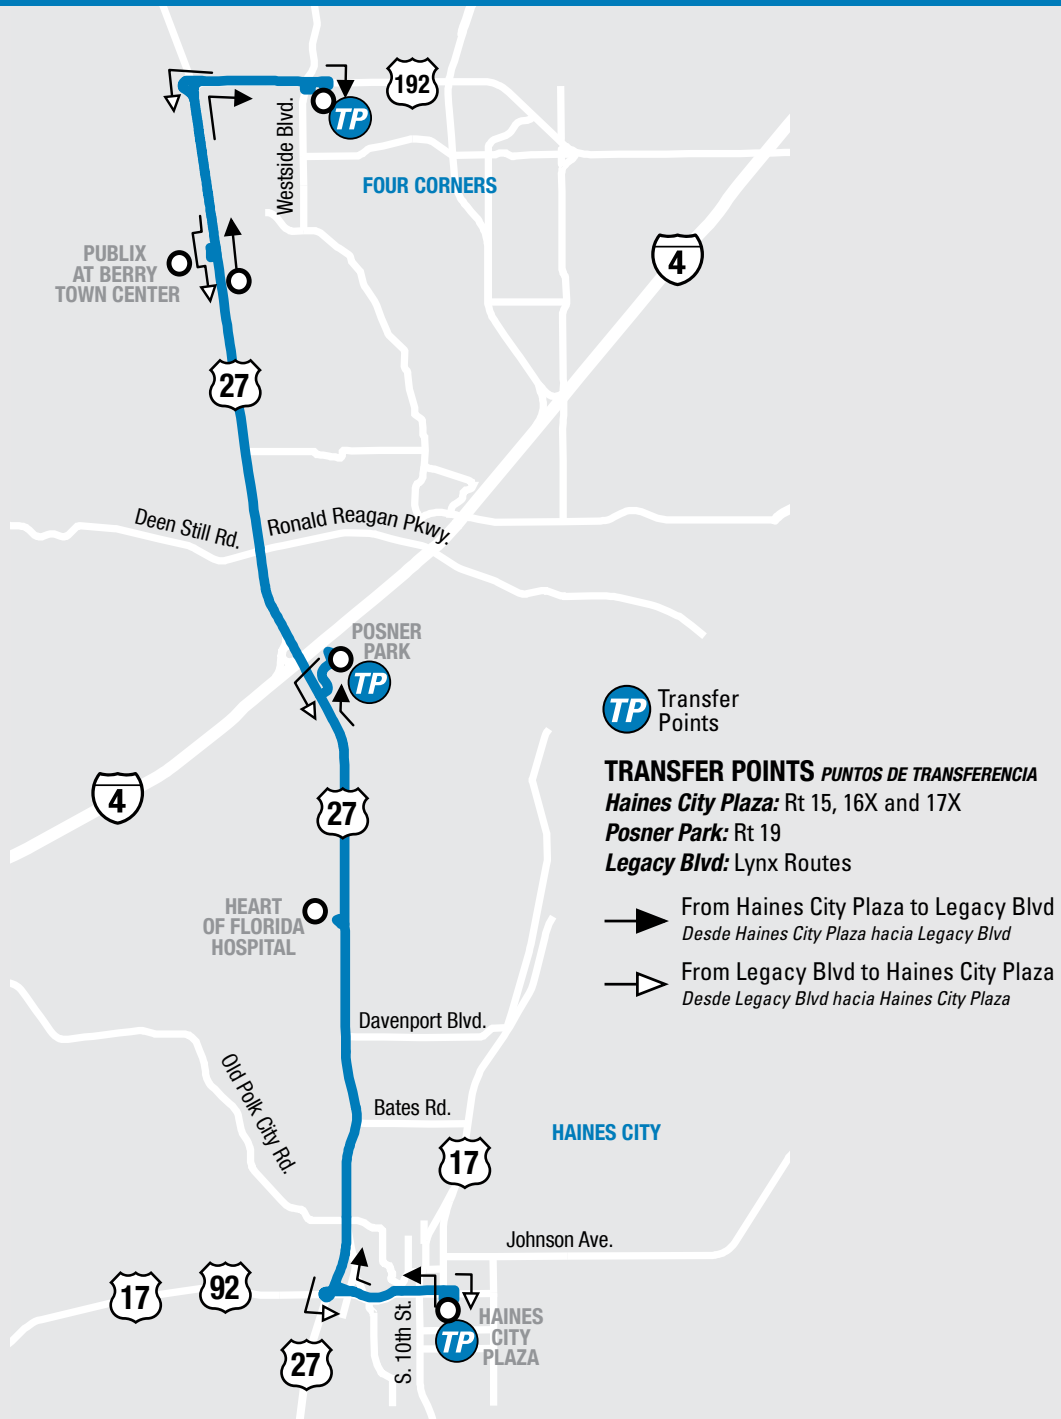 192
TP
Westside Blvd.
FOUR CORNERS
4
PUBLIX
AT BERRY
TOWN CENTER
27
Deen Still Rd.
Ronald Reagan Pkwy.
POSNER
PARK
TP
TP
Transfer
Points
TRANSFER POINTS PUNTOS DE TRANSFERENCIA
Haines City Plaza: Rt 15, 16X and 17X
Posner Park: Rt 19
Legacy Blvd: Lynx Routes
From Haines City Plaza to Legacy Blvd
Desde Haines City Plaza hacia Legacy Blvd
From Legacy Blvd to Haines City Plaza
Desde Legacy Blvd hacia Haines City Plaza
4
27
HEART
OF FLORIDA
HOSPITAL
Davenport Blvd.
Old Polk City Rd.
Bates Rd.
HAINES CITY
17
Johnson Ave.
17
92
27
S. 10th St.
TP
HAINES
CITY
PLAZA